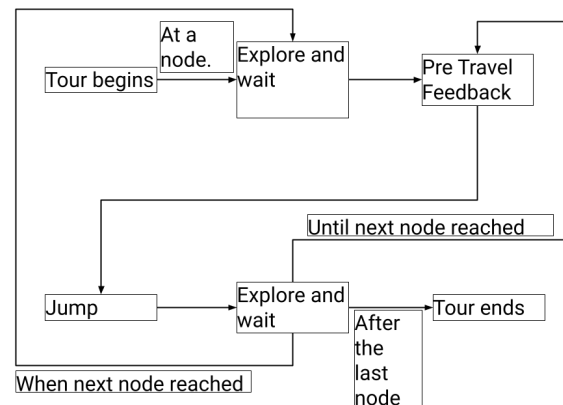 At a
node.
Explore and
wait
Tour begins
Pre Travel
Feedback
Until next node reached
Jump
Explore and
wait
Tour ends
After
the
last
node
When next node reached